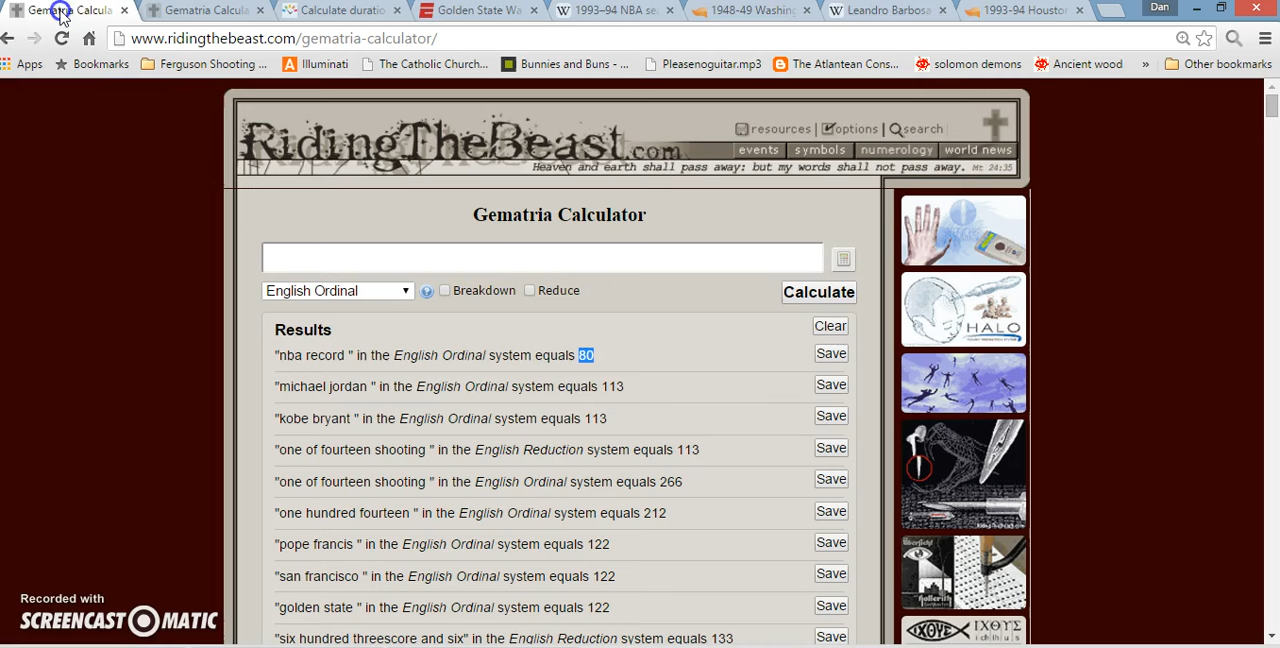 Gematria Calcula
Gematria Calcula
Calculate duratio
Golden State Wa
1993–94 NBA se
1948-49 Washing
Leandro Barbosa
1993-94 Houston
Dan
www.ridingthebeast.com/gematria-calculator/
Apps
Bookmarks
Ferguson Shooting ...
Illuminati
The Catholic Church...
Bunnies and Buns - ...
Pleasenoguitar.mp3
The Atlantean Cons...
solomon demons
Ancient wood
»
Other bookmarks
RidingTheBeast.com
resources | options | search
events symbols numerology world news
Heaven and earth shall pass away: but my words shall not pass away. Mt 24:35
Gematria Calculator
English Ordinal
Breakdown
Reduce
Calculate
Results
Clear
"nba record " in the English Ordinal system equals 80
Save
"michael jordan " in the English Ordinal system equals 113
Save
"kobe bryant " in the English Ordinal system equals 113
Save
"one of fourteen shooting " in the English Reduction system equals 113
Save
"one of fourteen shooting " in the English Ordinal system equals 266
Save
"one hundred fourteen " in the English Ordinal system equals 212
Save
"pope francis " in the English Ordinal system equals 122
Save
"san francisco " in the English Ordinal system equals 122
Save
"golden state " in the English Ordinal system equals 122
Save
"six hundred threescore and six" in the English Reduction system equals 133
Save
HALO
ΙΧΘΥΣ
Recorded with
SCREENCAST-O-MATIC